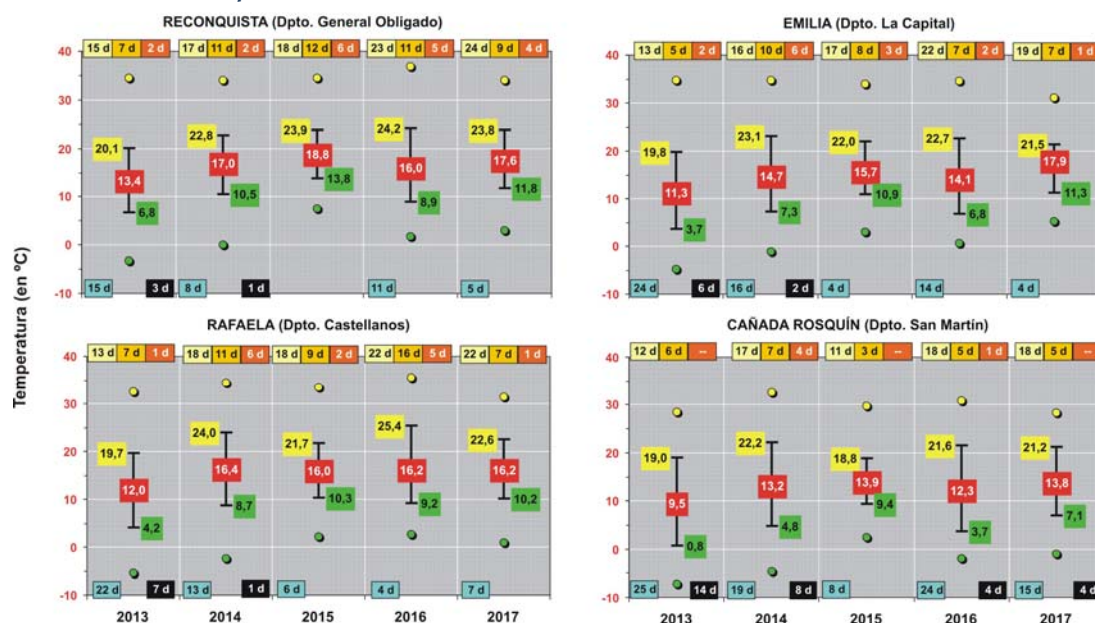 RECONQUISTA (Dpto. General Obligado)
15 d 7 d 2 d 17 d 11 d 2 d 18 d 12 d 6 d 23 d 11 d 5 d 24 d 9 d 4 d
40
30
20
10
0
-10
20,1 22,8 23,9 24,2 23,8
13,4 17,0 18,8 16,0 17,6
6,8 10,5 13,8 8,9 11,8
15 d 3 d 8 d 1 d 11 d 5 d
EMILIA (Dpto. La Capital)
13 d 5 d 2 d 16 d 10 d 6 d 17 d 8 d 3 d 22 d 7 d 2 d 19 d 7 d 1 d
40
30
20
10
0
-10
19,8 23,1 22,0 22,7 21,5
11,3 14,7 15,7 14,1 17,9
3,7 7,3 10,9 6,8 11,3
24 d 6 d 16 d 2 d 4 d 14 d 4 d
Temperatura (en ºC)
RAFAELA (Dpto. Castellanos)
13 d 7 d 1 d 18 d 11 d 6 d 18 d 9 d 2 d 22 d 16 d 5 d 22 d 7 d 1 d
40
30
20
10
0
-10
19,7 24,0 21,7 25,4 22,6
12,0 16,4 16,0 16,2 16,2
4,2 8,7 10,3 9,2 10,2
22 d 7 d 13 d 1 d 6 d 4 d 7 d
2013 2014 2015 2016 2017
CAÑADA ROSQUÍN (Dpto. San Martín)
12 d 6 d -- 17 d 7 d 4 d 11 d 3 d -- 18 d 5 d 1 d 18 d 5 d --
40
30
20
10
0
-10
19,0 22,2 18,8 21,6 21,2
9,5 13,2 13,9 12,3 13,8
0,8 4,8 9,4 3,7 7,1
25 d 14 d 19 d 8 d 8 d 24 d 4 d 15 d 4 d
2013 2014 2015 2016 2017